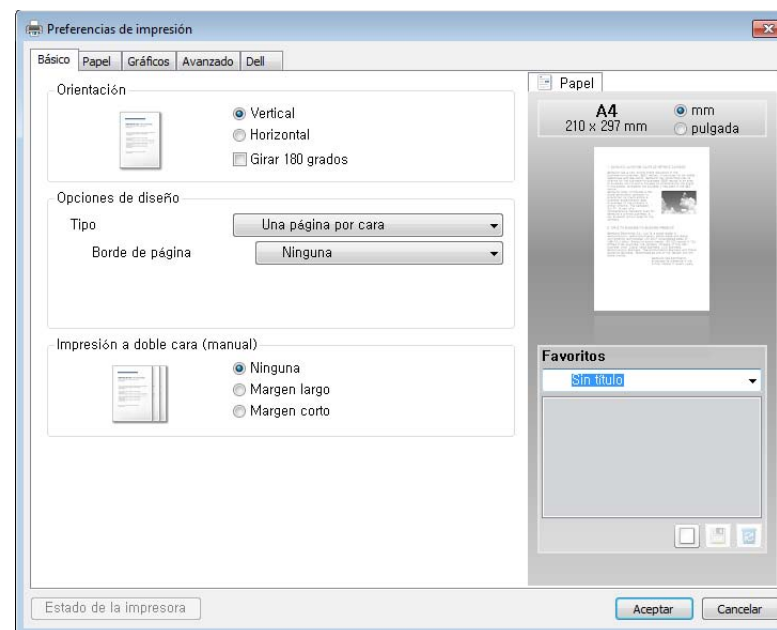 Preferencias de impresión
Básico Papel Gráficos Avanzado Dell
Orientación
Vertical
Horizontal
Girar 180 grados
Opciones de diseño
Tipo Una página por cara
Borde de página Ninguna
Impresión a doble cara (manual)
Ninguna
Margen largo
Margen corto
Papel
A4 mm
210 x 297 mm pulgada
Favoritos
Sin título
Estado de la impresora Aceptar Cancelar